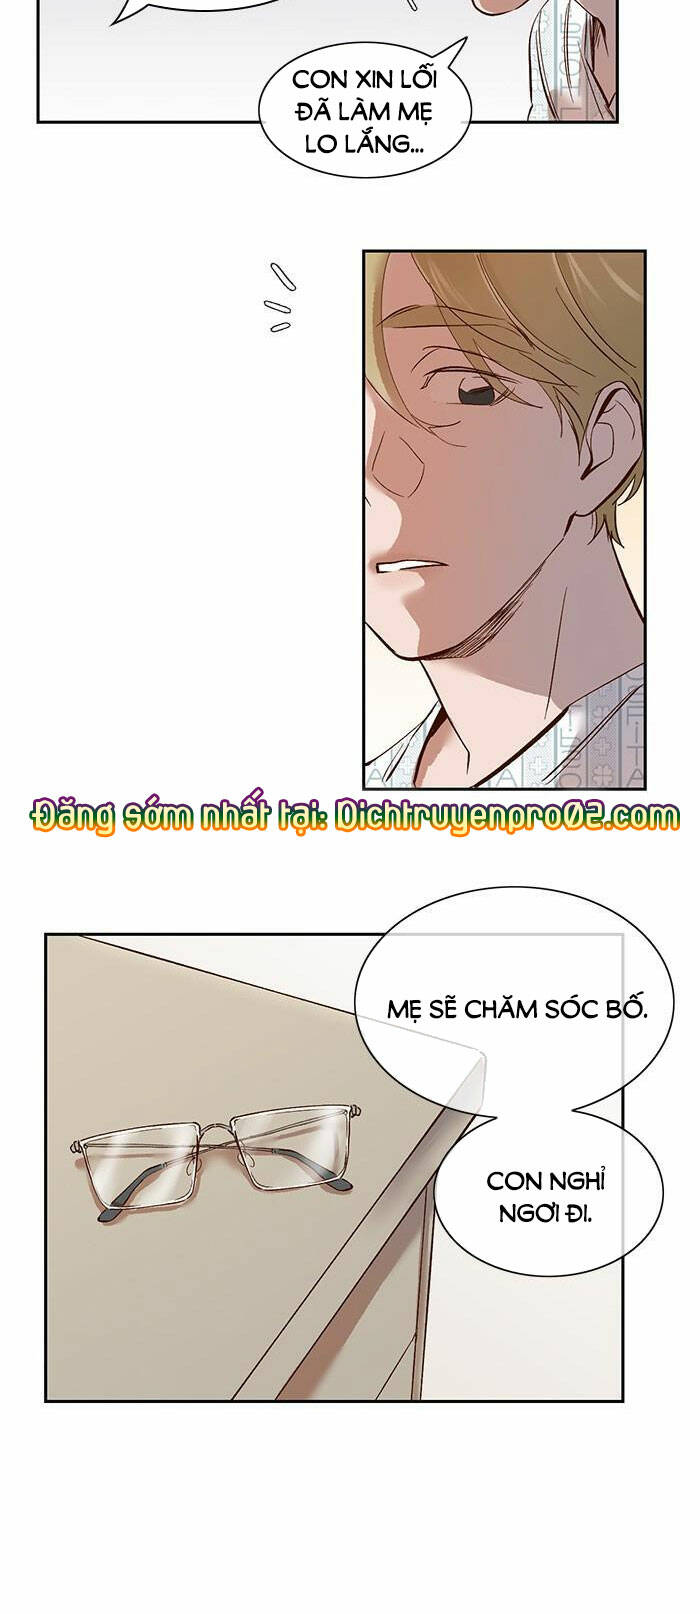 CON XIN LỖI
ĐÃ LÀM MẸ
LO LẮNG...
Đăng sớm nhất tại: Dichtruyenpro02.com
MẸ SẼ CHĂM SÓC BỐ.
CON NGHỈ
NGƠI ĐI.